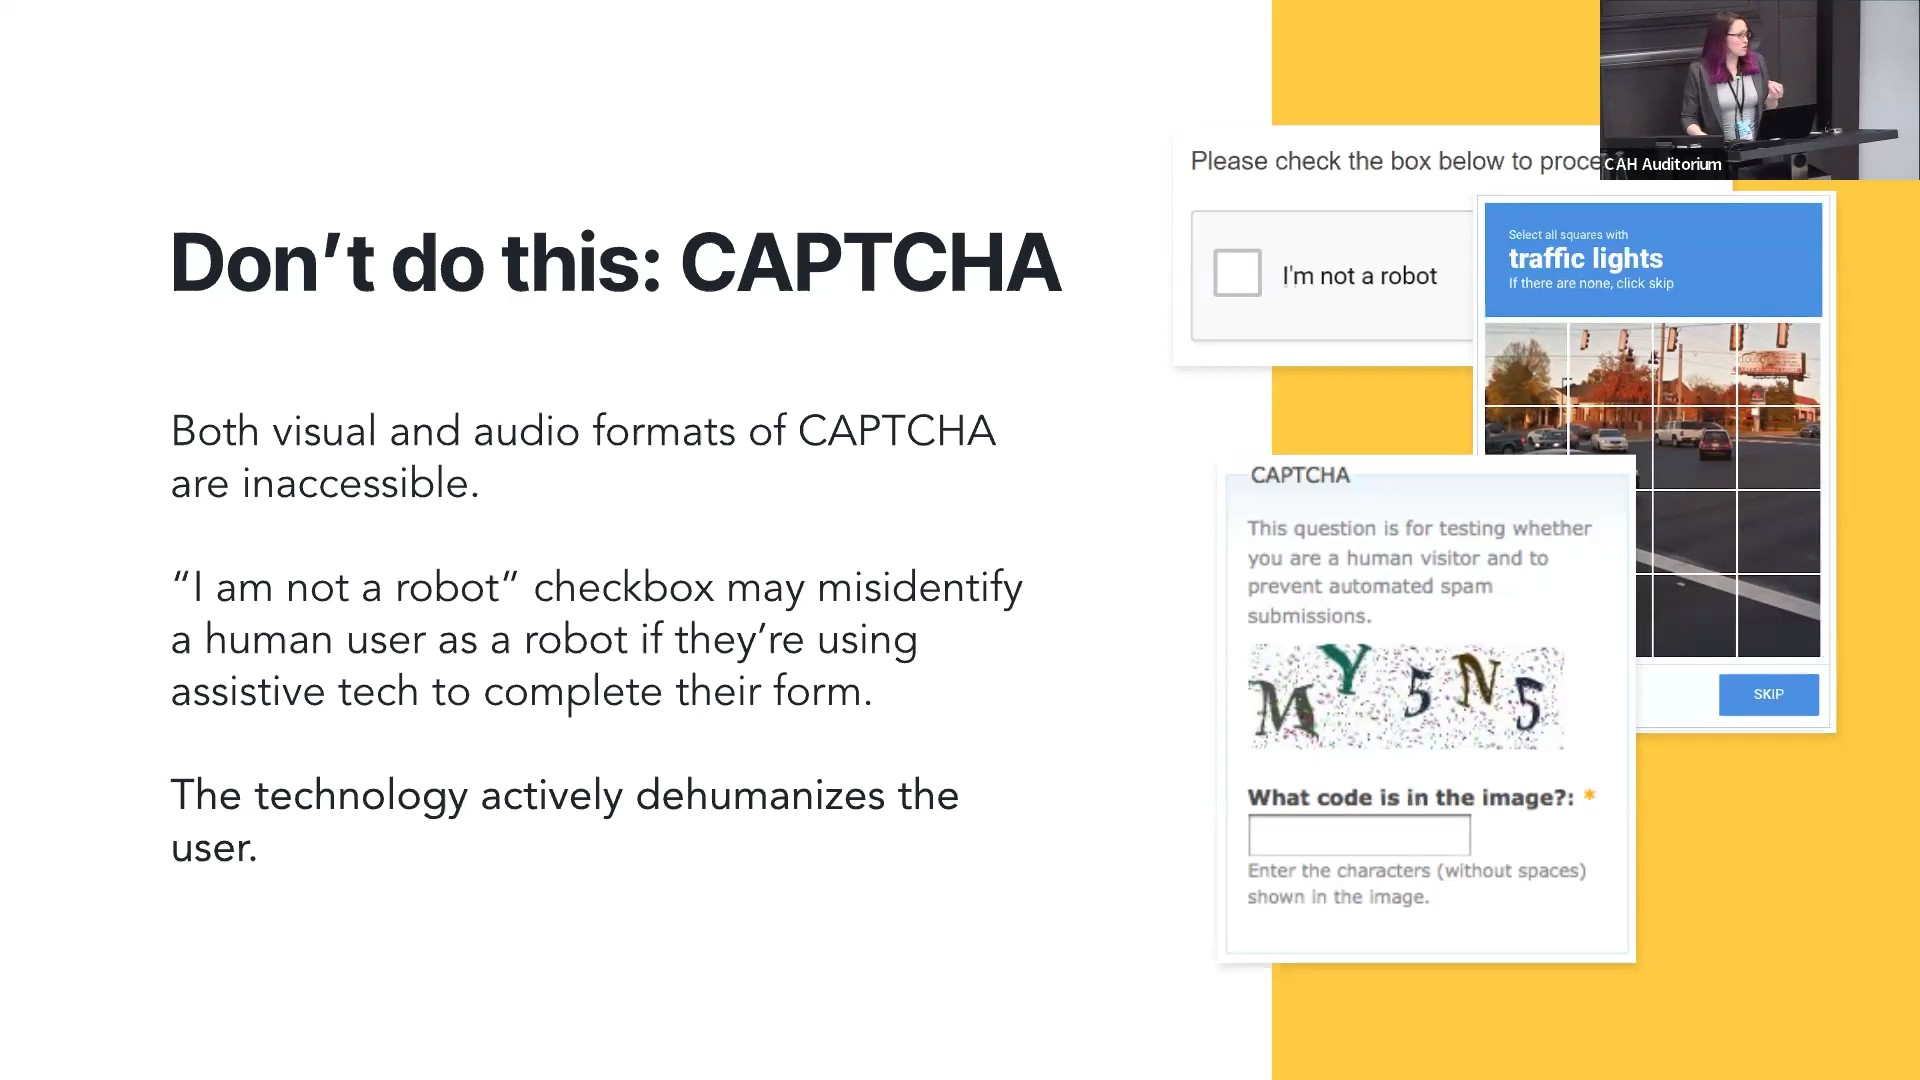 Don’t do this: CAPTCHA
Both visual and audio formats of CAPTCHA
are inaccessible.
“I am not a robot” checkbox may misidentify
a human user as a robot if they’re using
assistive tech to complete their form.
The technology actively dehumanizes the
user.
Please check the box below to proce
I'm not a robot
CAH Auditorium
Select all squares with
traffic lights
If there are none, click skip
SKIP
CAPTCHA
This question is for testing whether
you are a human visitor and to
prevent automated spam
submissions.
M Y 5 N 5
What code is in the image?: *
Enter the characters (without spaces)
shown in the image.